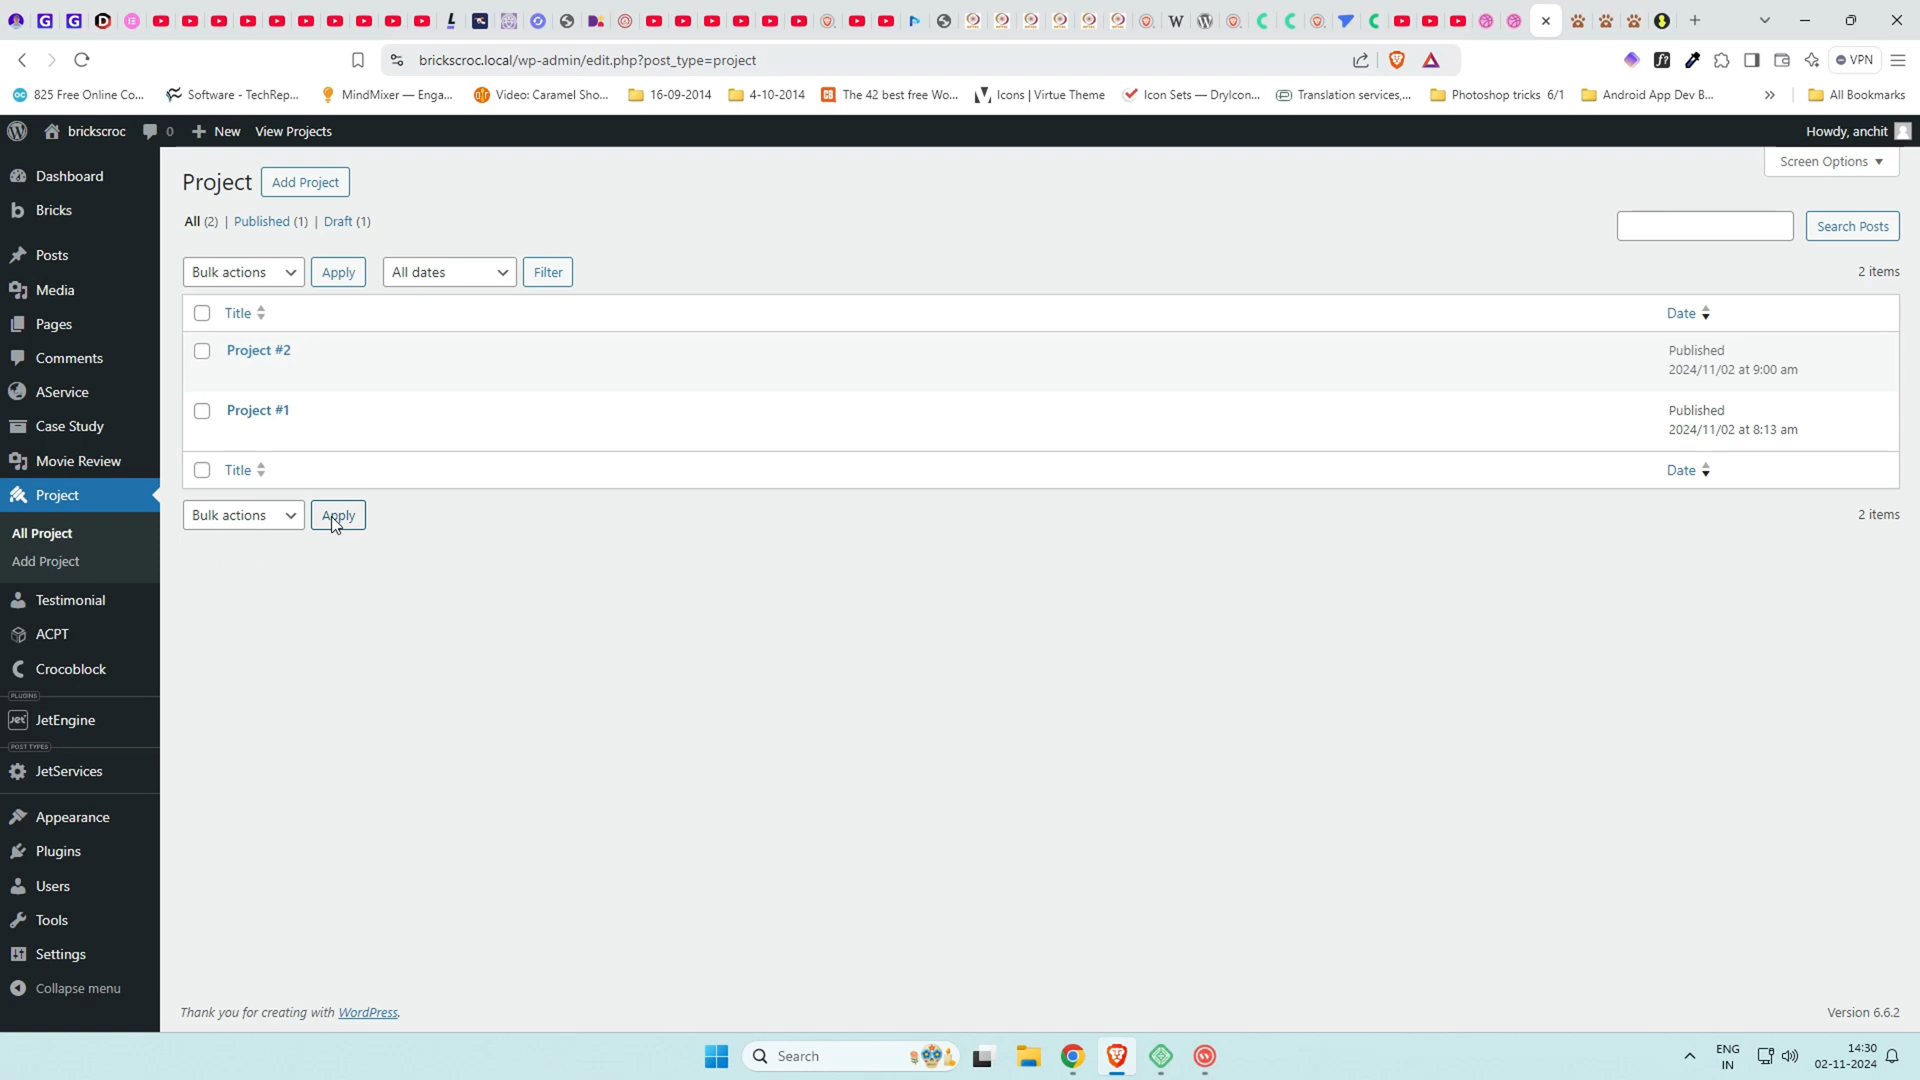 brickscroc.local/wp-admin/edit.php?post_type=project
VPN
825 Free Online Co...
Software - TechRep...
MindMixer — Enga...
Video: Caramel Sho...
16-09-2014
4-10-2014
The 42 best free Wo...
Icons | Virtue Theme
Icon Sets — DryIcon...
Translation services,...
Photoshop tricks 6/1
Android App Dev B...
All Bookmarks
brickscroc
0
New
View Projects
Howdy, anchit
Screen Options
Dashboard
Bricks
Posts
Media
Pages
Comments
AService
Case Study
Movie Review
Project
All Project
Add Project
Testimonial
ACPT
Crocoblock
PLUGINS
JetEngine
POST TYPES
JetServices
Appearance
Plugins
Users
Tools
Settings
Collapse menu
Project
Add Project
All (2) | Published (1) | Draft (1)
Search Posts
Bulk actions
Apply
All dates
Filter
2 items
Title
Date
Project #2
Published
2024/11/02 at 9:00 am
Project #1
Published
2024/11/02 at 8:13 am
Title
Date
Bulk actions
Apply
2 items
Thank you for creating with WordPress.
Version 6.6.2
Search
ENG
IN
14:30
02-11-2024